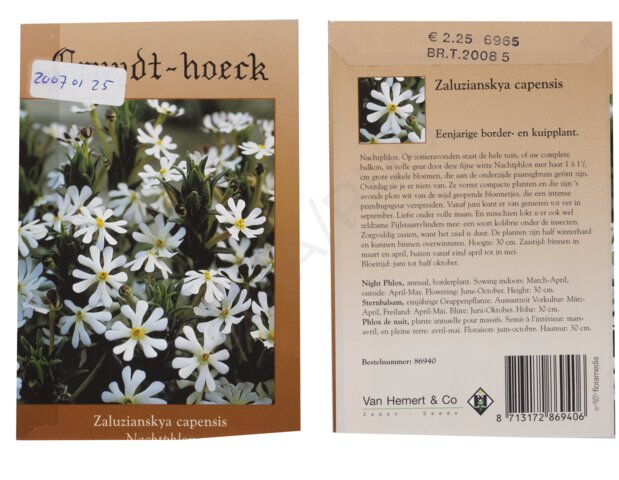 Grundt-hoeck
2007 01 25
Zaluzianskya capensis
Nachtphlox
€ 2.25 6965
BR.T.2008 5
Zaluzianskya capensis
Eenjarige border- en kuipplant.
Nachtphlox. Op zomeravonden staat de hele tuin, of uw complete
balkon, in volle geur door deze fijne witte Nachtphlox met haar 1 à 1½
cm grote enkele bloemen, die aan de onderzijde paarsgbruin getint zijn.
Overdag zie je er niets van. Ze vormt compacte planten en die zijn 's
avonds plots wit van de wijd geopende bloemetjes, die een intense
peerdrupsgeur verspreiden. Vanaf juni kunt er van genieten tot ver in
september. Liefst onder volle maan. En misschien lokt u er ook wel
zeldzame Pijlstaartvlinders mee: een soort kolibrie onder de insecten.
Zorgvuldig zaaien, want het zaad is duur. De planten zijn half winterhard
en kunnen binnen overwinteren. Hoogte: 30 cm. Zaaitijd: binnen in
maart en april, buiten vanaf eind april tot in mei.
Bloeitijd: juni tot half oktober.
Night Phlox, annual, borderplant. Sowing indoors: March-April,
outside: April-May. Flowering: June-October. Height: 30 cm.
Sternbalsam, einjährige Gruppenpflanze. Aussaatzeit Vorkultur: März-
April, Freiland: April-Mai. Blüte: Juni-Oktober. Höhe: 30 cm.
Phlox de nuit, plante annuelle pour massifs. Semis à l'intérieur: mars-
avril, en pleine terre: avril-mai. Floraison: juin-octobre. Hauteur: 30 cm.
Bestelnummer: 86940
Van Hemert & Co
Zaden - Seeds
8 713172 869406
floramedia